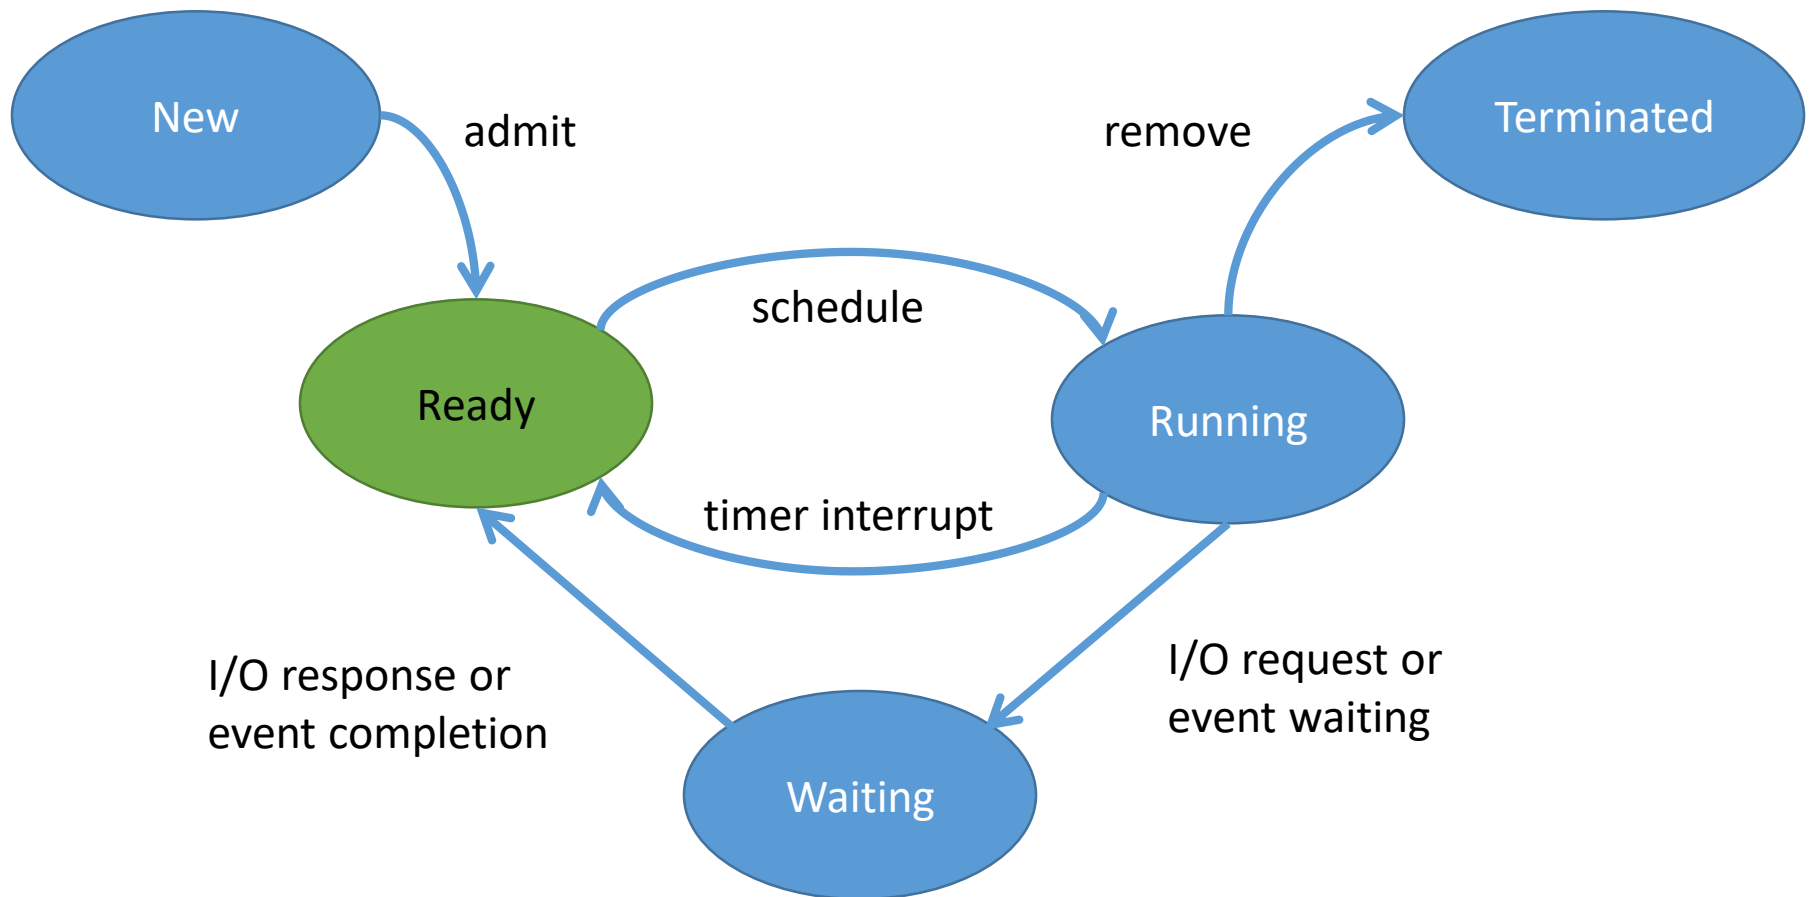 New
admit
remove
Terminated
schedule
Ready
Running
timer interrupt
I/O response or
event completion
I/O request or
event waiting
Waiting